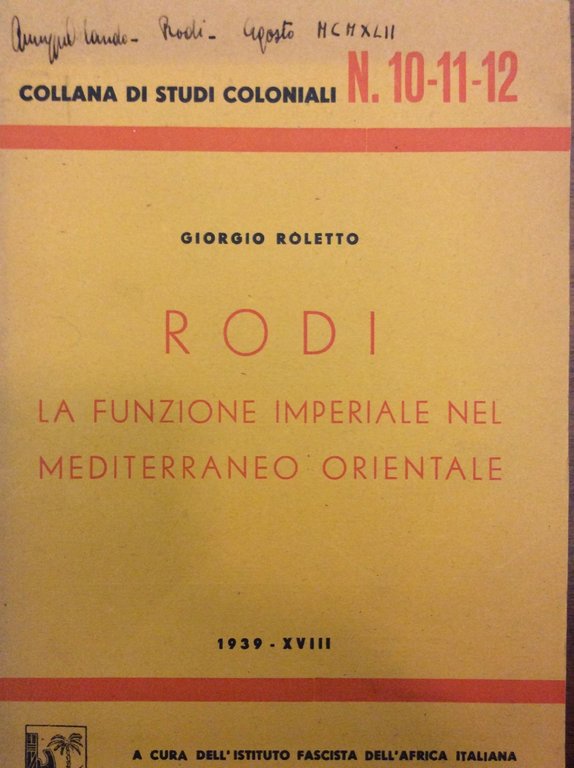 Rodi - Agosto MCMXLII
COLLANA DI STUDI COLONIALI N. 10-11-12
GIORGIO ROLETTO
RODI
LA FUNZIONE IMPERIALE NEL
MEDITERRANEO ORIENTALE
1939 - XVIII
A CURA DELL'ISTITUTO FASCISTA DELL'AFRICA ITALIANA